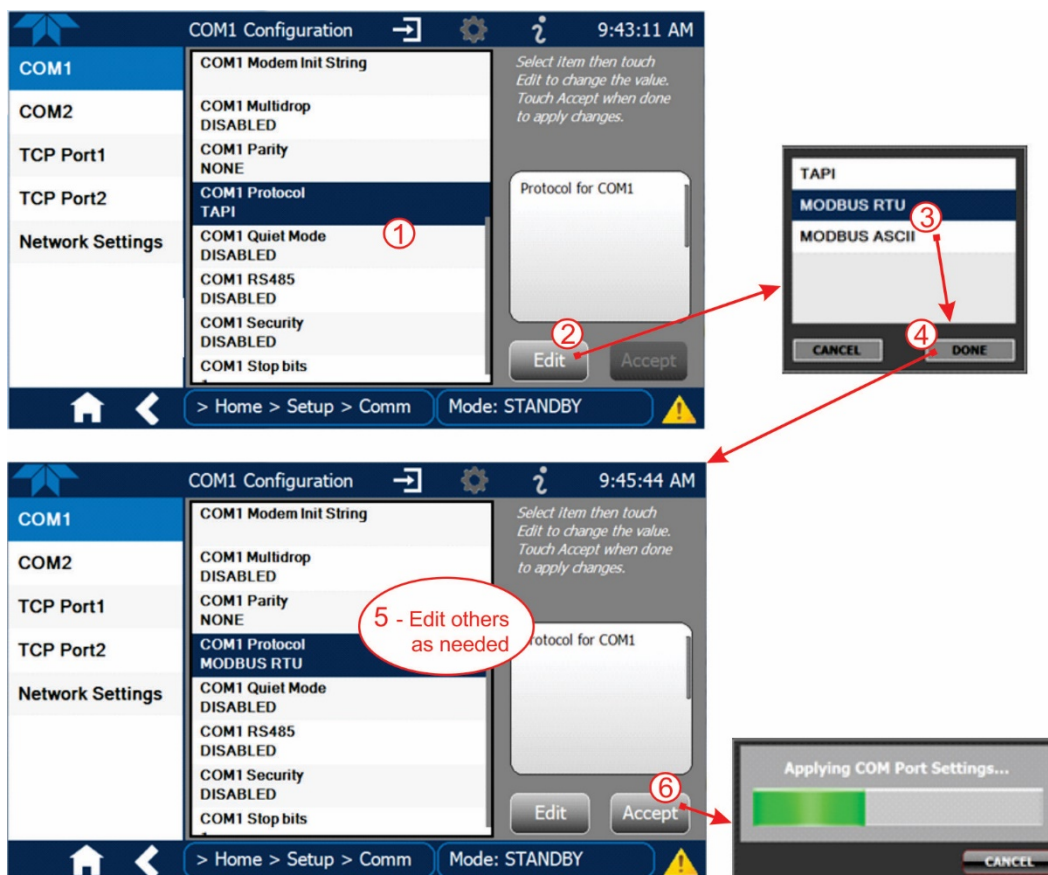 COM1 Configuration
9:43:11 AM
COM1
COM2
TCP Port1
TCP Port2
Network Settings
COM1 Modem Init String
COM1 Multidrop
DISABLED
COM1 Parity
NONE
COM1 Protocol
TAPI
COM1 Quiet Mode
DISABLED
COM1 RS485
DISABLED
COM1 Security
DISABLED
COM1 Stop bits
1
Select item then touch
Edit to change the value.
Touch Accept when done
to apply changes.
Protocol for COM1
2
Edit
Accept
> Home > Setup > Comm
Mode: STANDBY
TAPI
MODBUS RTU
3
MODBUS ASCII
4
CANCEL
DONE
COM1 Configuration
9:45:44 AM
COM1
COM2
TCP Port1
TCP Port2
Network Settings
COM1 Modem Init String
COM1 Multidrop
DISABLED
COM1 Parity
NONE
COM1 Protocol
MODBUS RTU
COM1 Quiet Mode
DISABLED
COM1 RS485
DISABLED
COM1 Security
DISABLED
COM1 Stop bits
5 - Edit others
as needed
Select item then touch
Edit to change the value.
Touch Accept when done
to apply changes.
Protocol for COM1
6
Edit
Accept
> Home > Setup > Comm
Mode: STANDBY
Applying COM Port Settings...
CANCEL